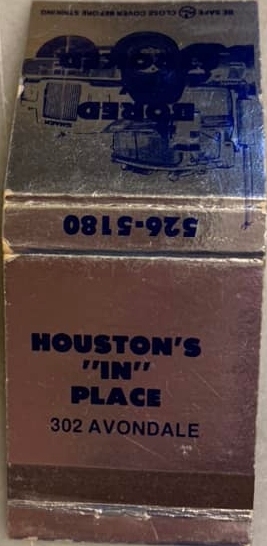 BE SAFE CLOSE COVER BEFORE STRIKING
BORED
526-5180
HOUSTON'S
"IN"
PLACE
302 AVONDALE